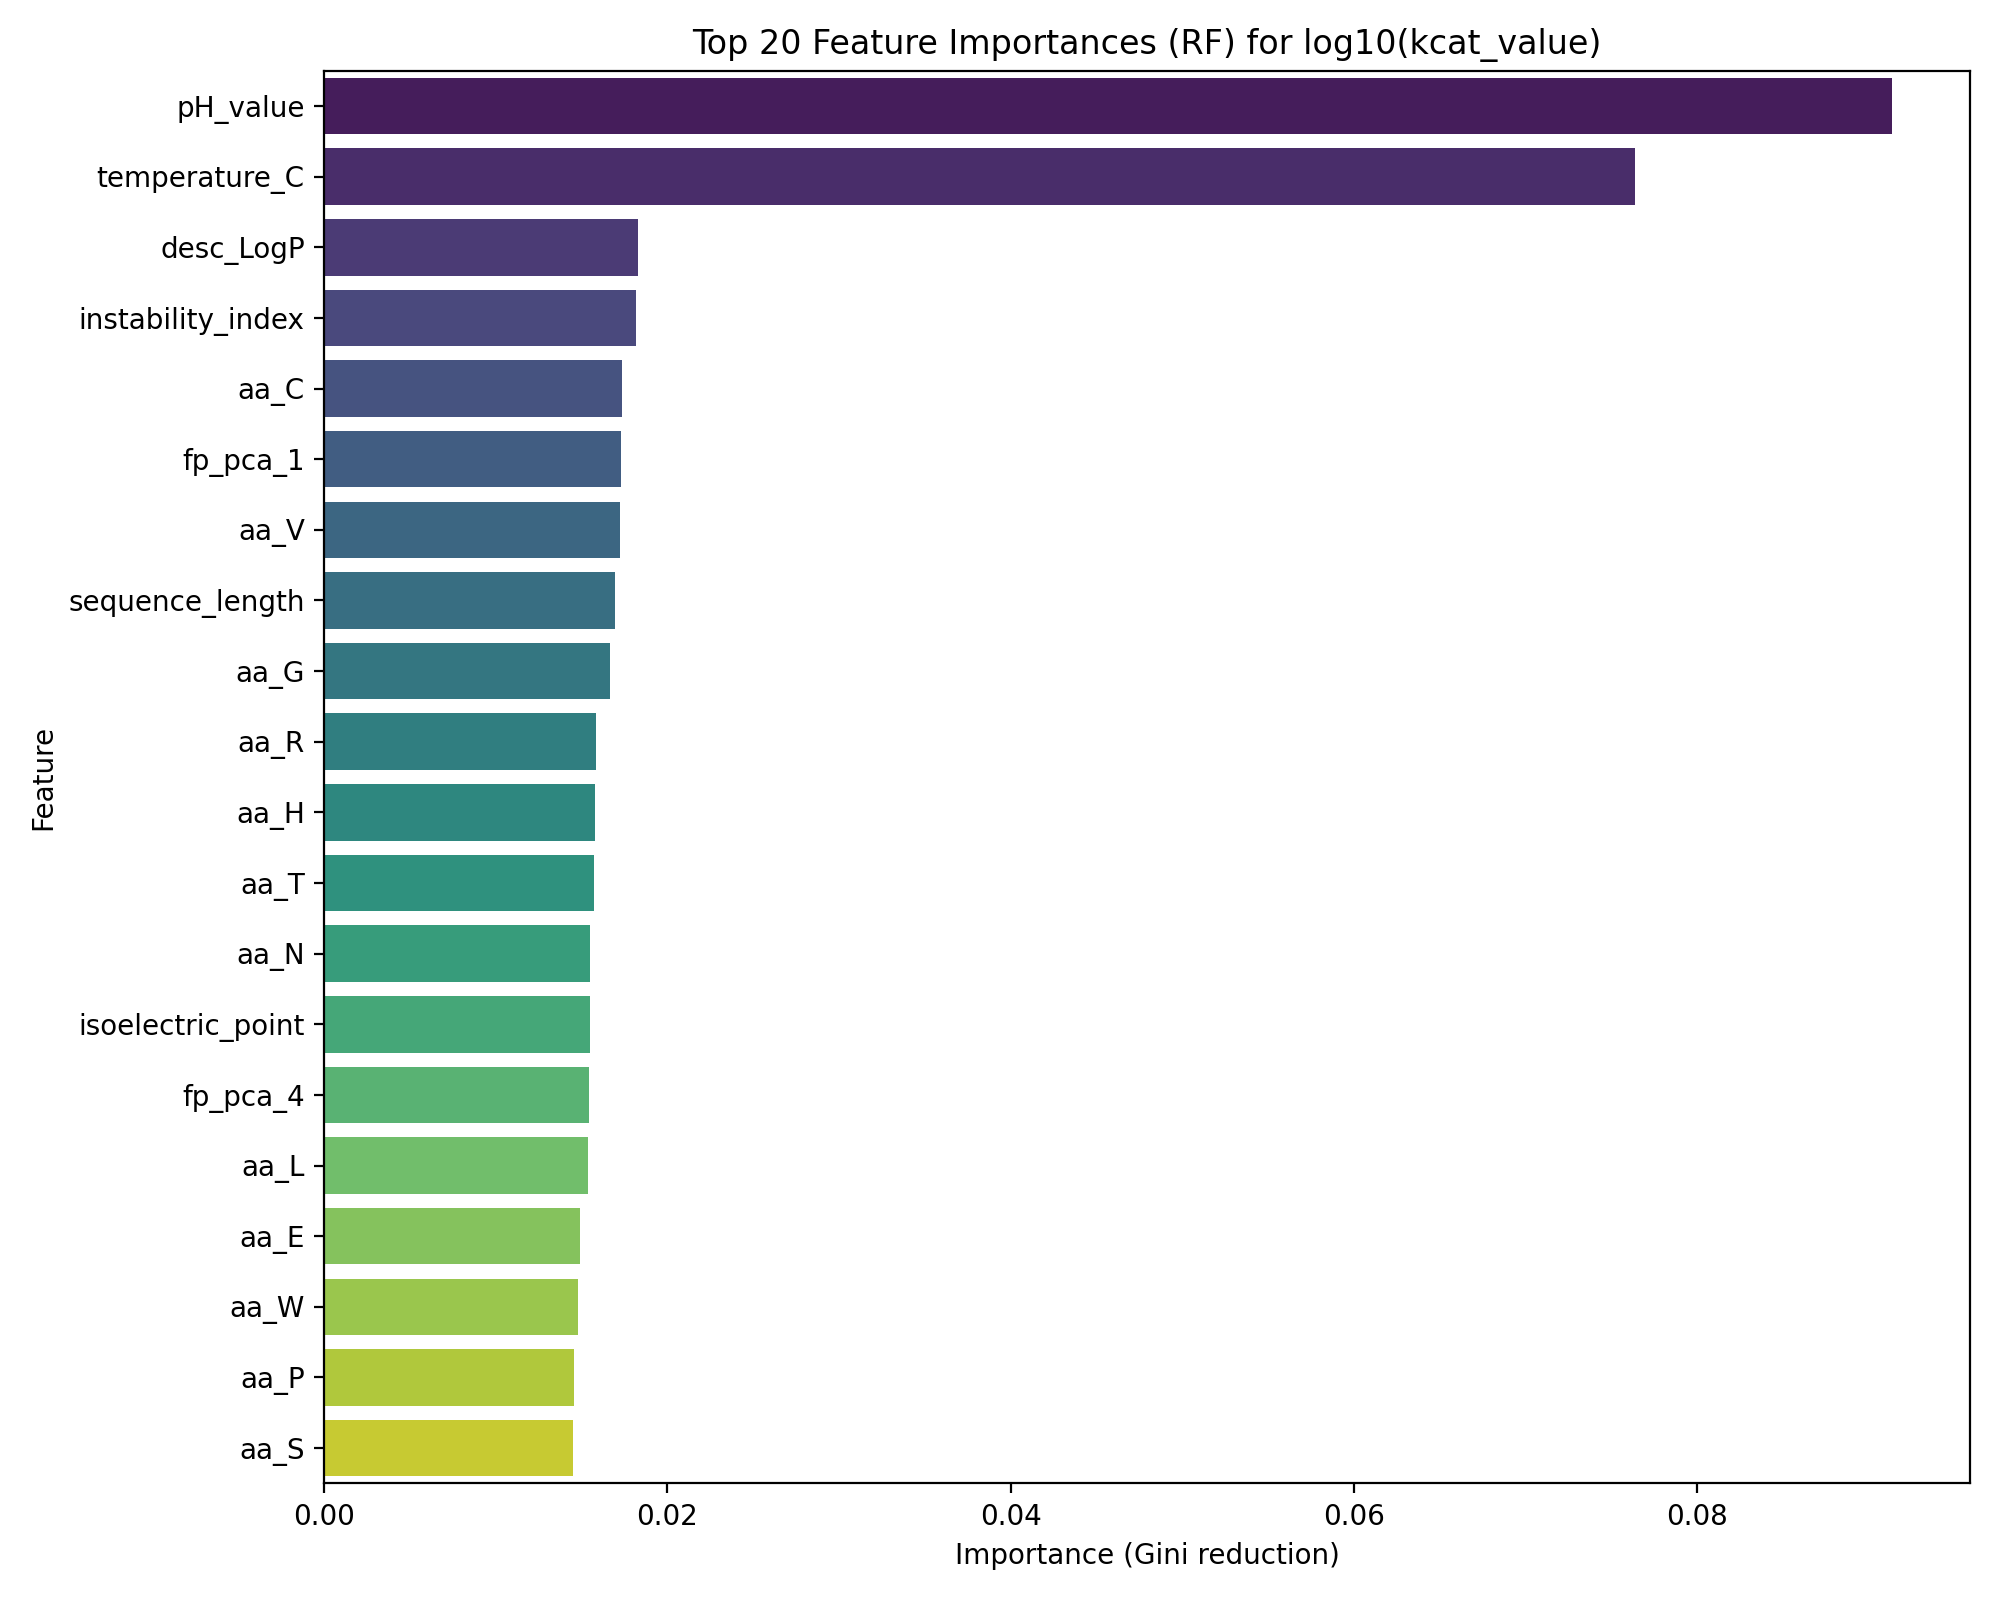 Top 20 Feature Importances (RF) for log10(kcat_value)
pH_value
temperature_C
desc_LogP
instability_index
aa_C
fp_pca_1
aa_V
sequence_length
aa_G
aa_R
aa_H
aa_T
aa_N
isoelectric_point
fp_pca_4
aa_L
aa_E
aa_W
aa_P
aa_S
Feature
0.00 0.02 0.04 0.06 0.08
Importance (Gini reduction)